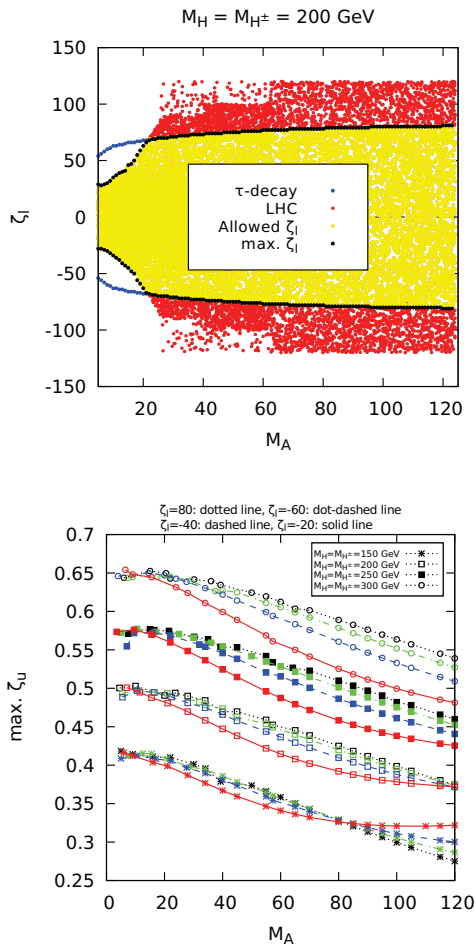 M_H = M_H± = 200 GeV
150
100
50
0
-50
-100
-150
ζ_l
τ-decay
LHC
Allowed ζ_l
max. ζ_l
20 40 60 80 100 120
M_A
ζ_l=80: dotted line, ζ_l=-60: dot-dashed line
ζ_l=-40: dashed line, ζ_l=-20: solid line
0.7
0.65
0.6
0.55
0.5
0.45
0.4
0.35
0.3
0.25
max. ζ_u
M_H=M_H±=150 GeV
M_H=M_H±=200 GeV
M_H=M_H±=250 GeV
M_H=M_H±=300 GeV
0 20 40 60 80 100 120
M_A